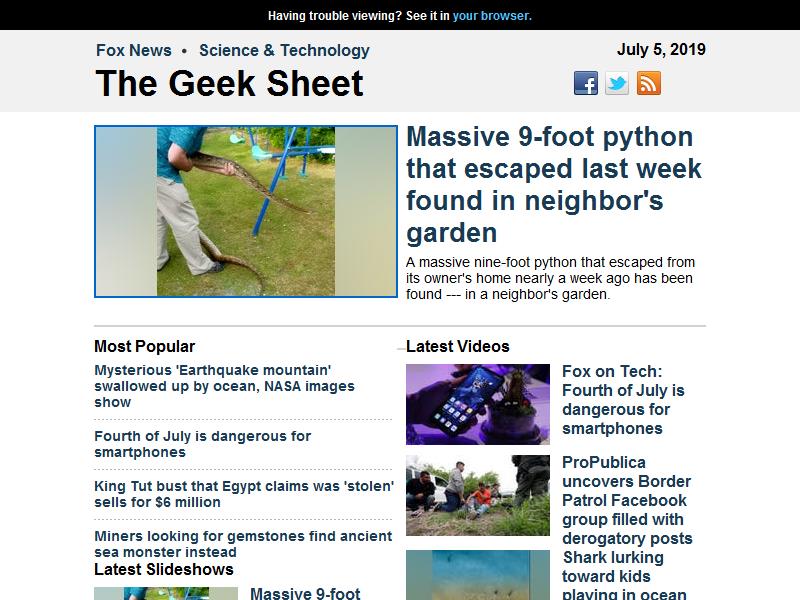 Having trouble viewing? See it in your browser.
Fox News • Science & Technology
July 5, 2019
The Geek Sheet
Massive 9-foot python
that escaped last week
found in neighbor's
garden
A massive nine-foot python that escaped from
its owner's home nearly a week ago has been
found --- in a neighbor's garden.
Most Popular
Mysterious 'Earthquake mountain'
swallowed up by ocean, NASA images
show
Fourth of July is dangerous for
smartphones
King Tut bust that Egypt claims was 'stolen'
sells for $6 million
Miners looking for gemstones find ancient
sea monster instead
Latest Slideshows
Massive 9-foot
Latest Videos
Fox on Tech:
Fourth of July is
dangerous for
smartphones
ProPublica
uncovers Border
Patrol Facebook
group filled with
derogatory posts
Shark lurking
toward kids
playing in ocean